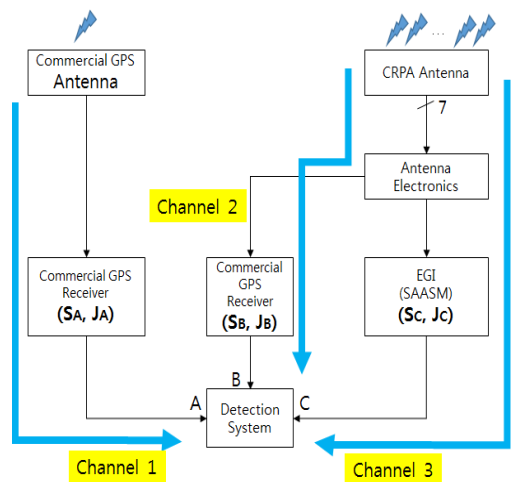 Commercial GPS
Antenna
...
CRPA Antenna
7
Antenna
Electronics
Channel 2
Commercial GPS
Receiver
(SA, JA)
Commercial
GPS
Receiver
(SB, JB)
EGI
(SAASM)
(SC, JC)
A
B
C
Detection
System
Channel 1
Channel 3